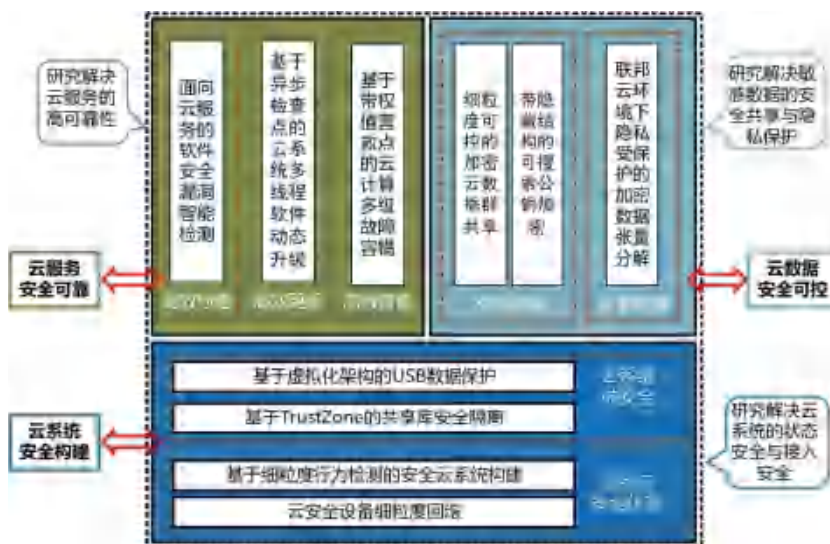 研究解决
云服务的
高可靠性
面向
云服
务的
软件
安全
漏洞
智能
检测
基于
异步
检查
点的
云系
统多
线程
软件
动态
升级
基于
带权
值言
散点
的云
计算
多组
故障
容错
细粒
度可
控的
加密
云数
据群
共享
带隐
藏结
构的
可搜
索公
钥加
密
联邦
云环
境下
隐私
受保
护的
加密
数据
张量
分解
研究解决敏
感数据的安
全共享与隐
私保护
云服务
安全可靠
云数据
安全可控
基于虚拟化架构的USB数据保护
基于TrustZone的共享库安全隔离
云系统
安全构建
研究解决云
系统的状态
安全与接入
安全
基于细粒度行为检测的安全云系统构建
云安全设备细粒度回溯